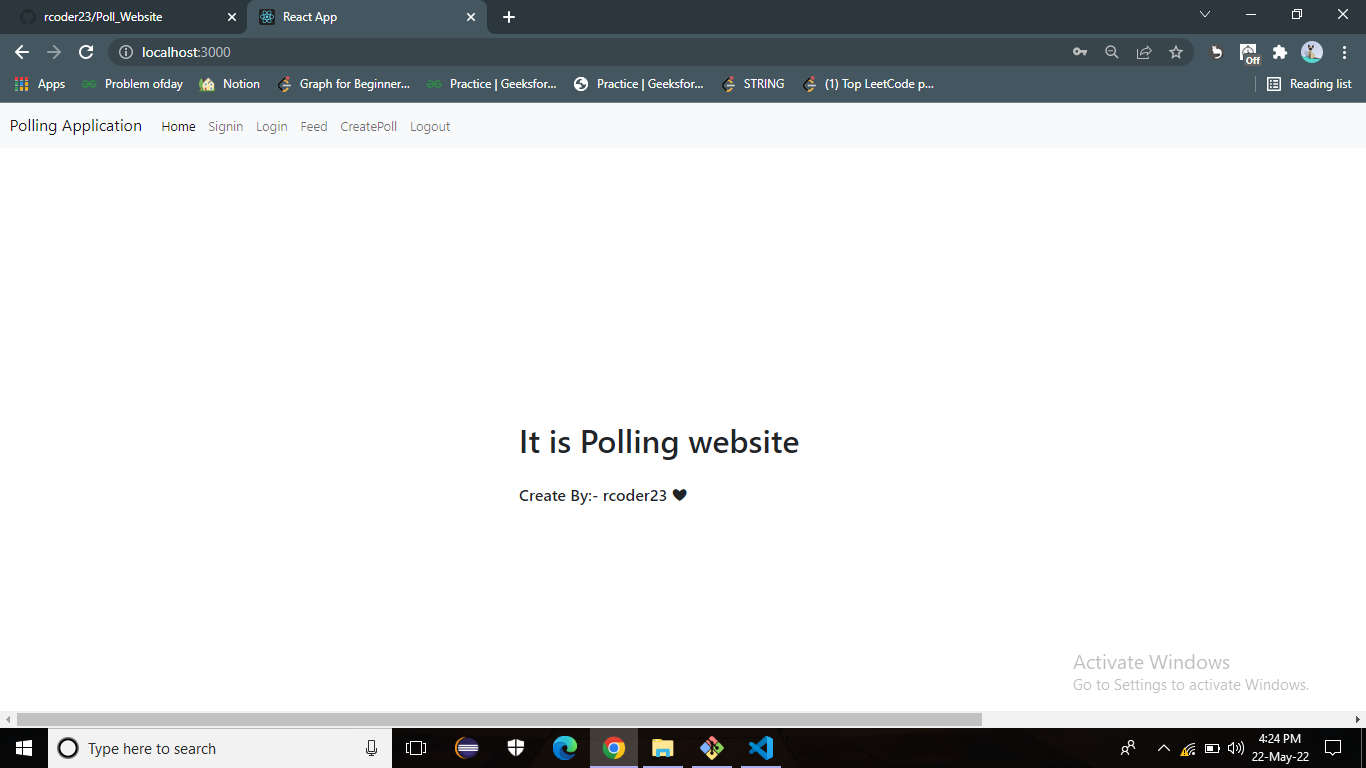 rcoder23/Poll_Website
React App
localhost:3000
Off
Apps
Problem ofday
Notion
Graph for Beginner...
Practice | Geeksfor...
Practice | Geeksfor...
STRING
(1) Top LeetCode p...
Reading list
Polling Application Home Signin Login Feed CreatePoll Logout
It is Polling website
Create By:- rcoder23 ♥
Activate Windows
Go to Settings to activate Windows.
Type here to search
4:24 PM
22-May-22